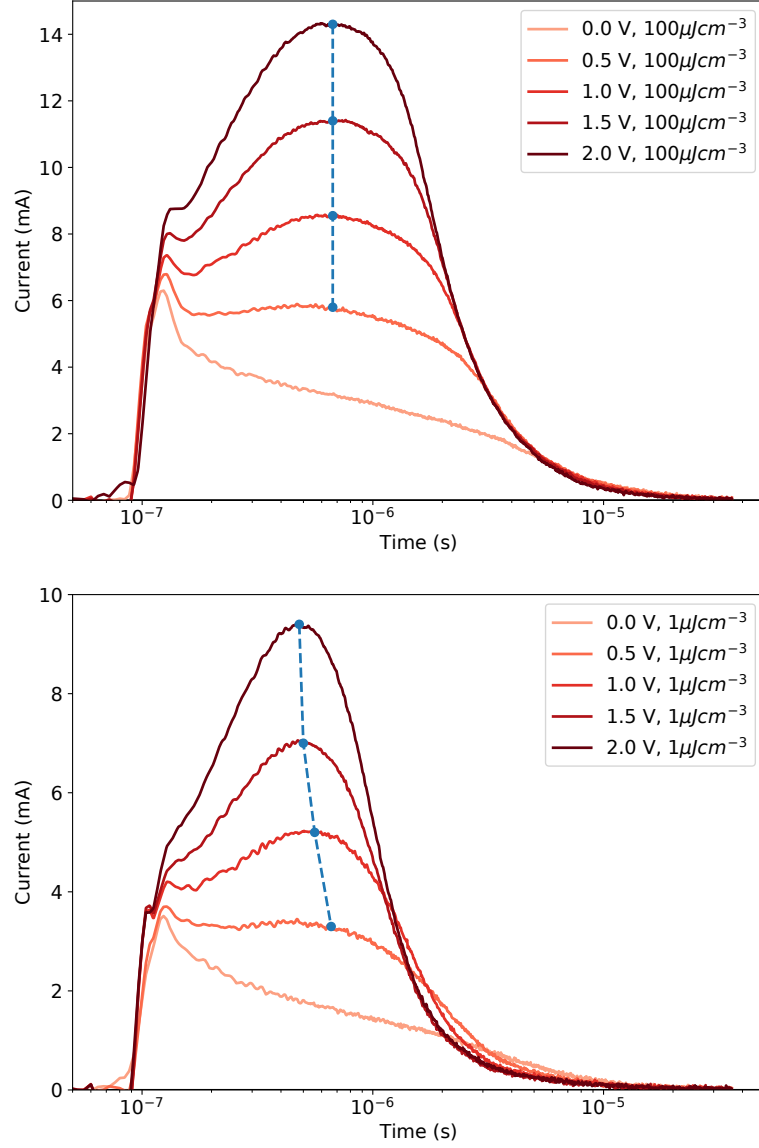 14
12
10
8
6
4
2
0
Current (mA)
10⁻⁷
10⁻⁶
10⁻⁵
Time (s)
0.0 V, 100μJcm⁻³
0.5 V, 100μJcm⁻³
1.0 V, 100μJcm⁻³
1.5 V, 100μJcm⁻³
2.0 V, 100μJcm⁻³
10
8
6
4
2
0
Current (mA)
10⁻⁷
10⁻⁶
10⁻⁵
Time (s)
0.0 V, 1μJcm⁻³
0.5 V, 1μJcm⁻³
1.0 V, 1μJcm⁻³
1.5 V, 1μJcm⁻³
2.0 V, 1μJcm⁻³